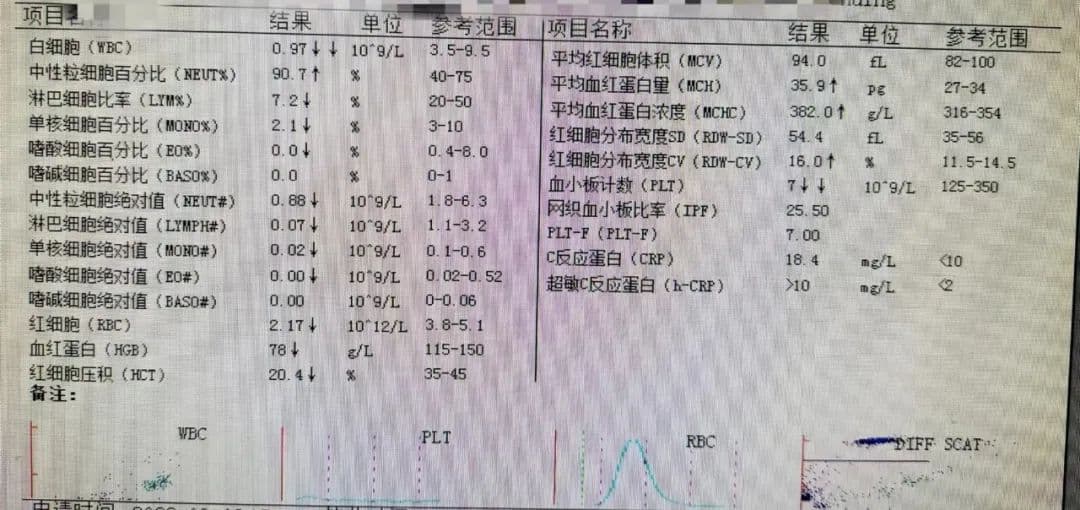 项目 结果 单位 参考范围
白细胞(WBC) 0.97↓↓ 10^9/L 3.5-9.5
中性粒细胞百分比(NEUT%) 90.7↑ % 40-75
淋巴细胞比率(LYM%) 7.2↓ % 20-50
单核细胞百分比(MONO%) 2.1↓ % 3-10
嗜酸细胞百分比(EO%) 0.0↓ % 0.4-8.0
嗜碱细胞百分比(BASO%) 0.0 % 0-1
中性粒细胞绝对值(NEUT#) 0.88↓ 10^9/L 1.8-6.3
淋巴细胞绝对值(LYMPH#) 0.07↓ 10^9/L 1.1-3.2
单核细胞绝对值(MONO#) 0.02↓ 10^9/L 0.1-0.6
嗜酸细胞绝对值(EO#) 0.00↓ 10^9/L 0.02-0.52
嗜碱细胞绝对值(BASO#) 0.00 10^9/L 0-0.06
红细胞(RBC) 2.17↓ 10^12/L 3.8-5.1
血红蛋白(HGB) 78↓ g/L 115-150
红细胞压积(HCT) 20.4↓ % 35-45
备注:
项目名称 结果 单位 参考范围
平均红细胞体积(MCV) 94.0 fL 82-100
平均血红蛋白量(MCH) 35.9↑ pg 27-34
平均血红蛋白浓度(MCHC) 382.0↑ g/L 316-354
红细胞分布宽度SD(RDW-SD) 54.4 fL 35-56
红细胞分布宽度CV(RDW-CV) 16.0↑ % 11.5-14.5
血小板计数(PLT) 7↓↓ 10^9/L 125-350
网织血小板比率(IPF) 25.50
PLT-F(PLT-F) 7.00
C反应蛋白(CRP) 18.4 mg/L <10
超敏C反应蛋白(h-CRP) >10 mg/L <2
WBC PLT RBC DIFF SCAT
申请时间